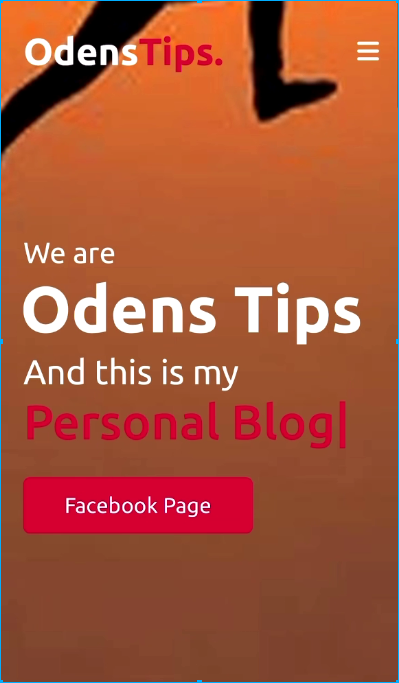 OdensTips.
We are
Odens Tips
And this is my
Personal Blog|
Facebook Page